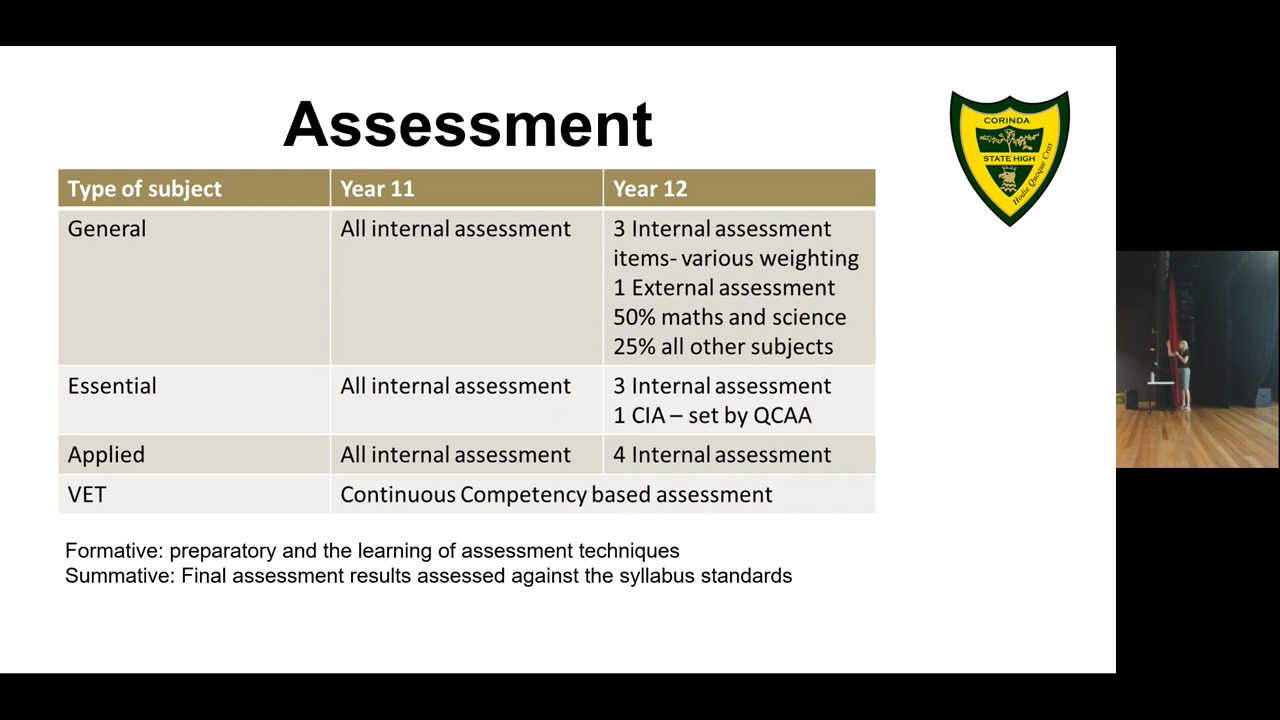 Assessment
CORINDA
STATE HIGH
Hodie Quoque Cras
Type of subject Year 11 Year 12
General All internal assessment 3 Internal assessment
items- various weighting
1 External assessment
50% maths and science
25% all other subjects
Essential All internal assessment 3 Internal assessment
1 CIA – set by QCAA
Applied All internal assessment 4 Internal assessment
VET Continuous Competency based assessment
Formative: preparatory and the learning of assessment techniques
Summative: Final assessment results assessed against the syllabus standards